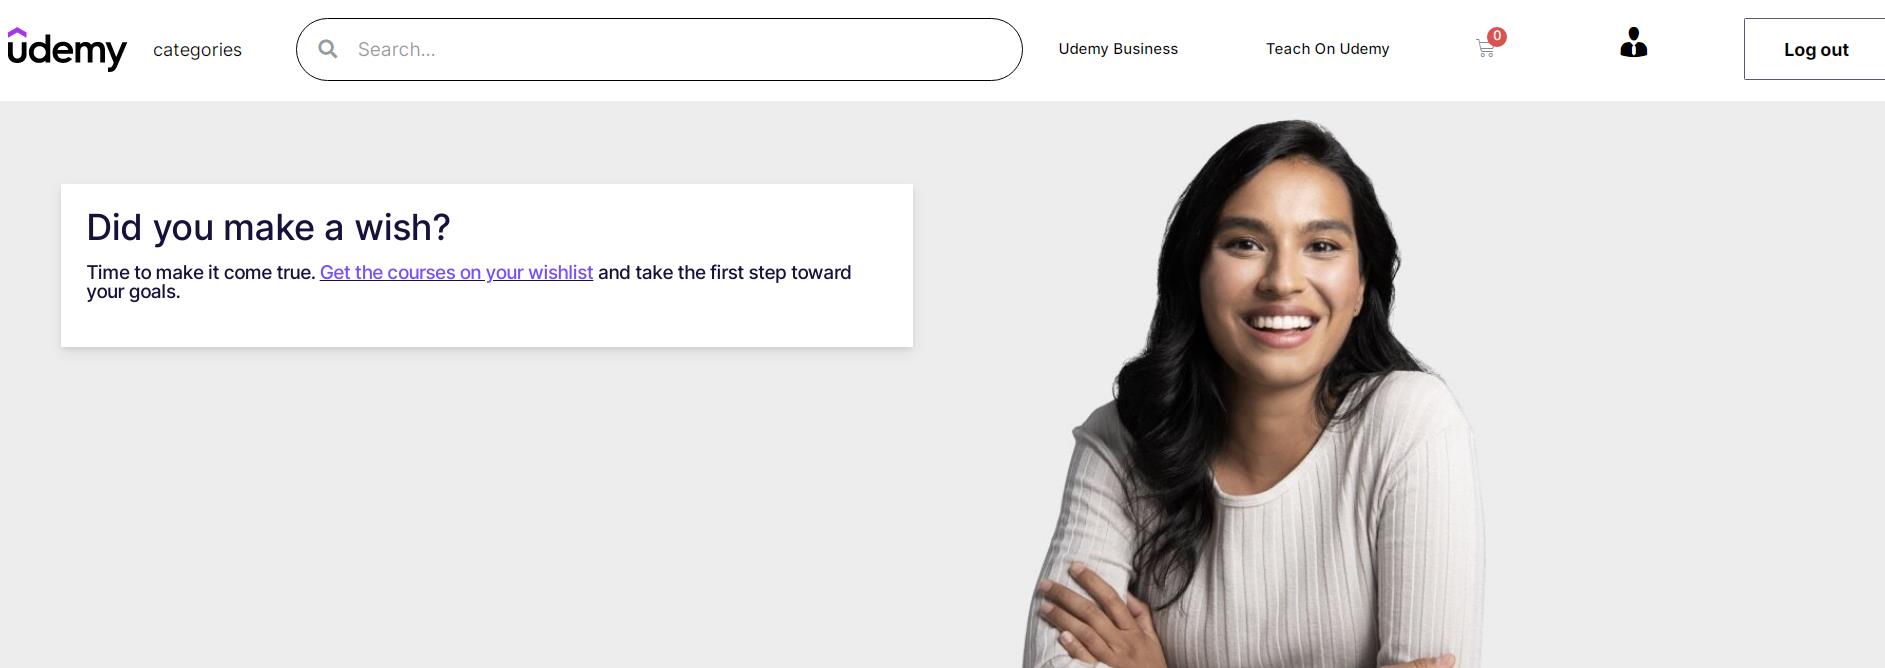 udemy categories Search... Udemy Business Teach On Udemy 0 Log out
Did you make a wish?
Time to make it come true. Get the courses on your wishlist and take the first step toward
your goals.